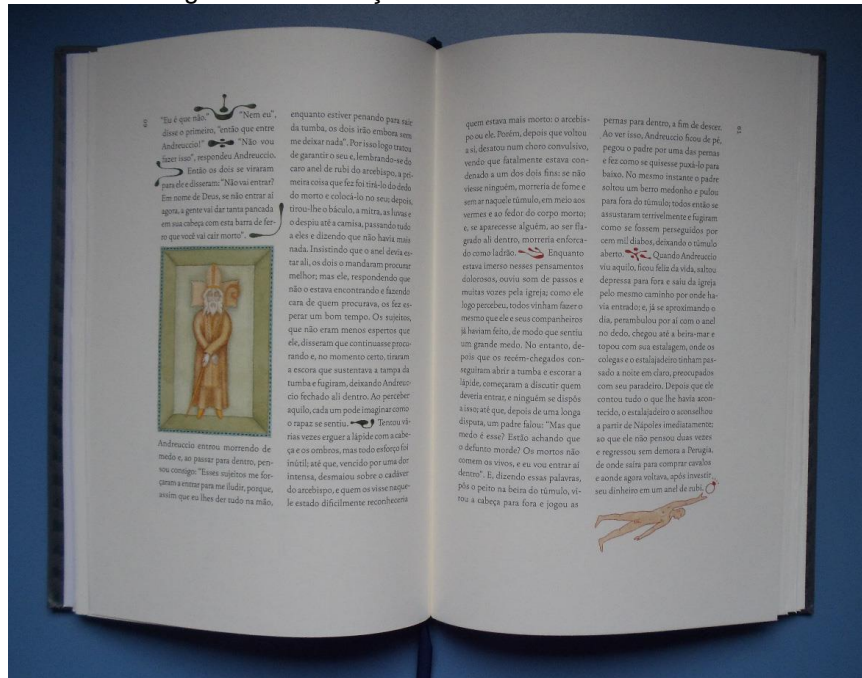 60
"Eu é que não." "Nem eu",
disse o primeiro, "então que entre
Andreuccio!" "Não vou
fazer isso", respondeu Andreuccio.
Então os dois se viraram
para ele e disseram: "Não vai entrar?
Em nome de Deus, se não entrar aí
agora, a gente vai dar tanta pancada
em sua cabeça com esta barra de fer-
ro que você vai cair morto".
Andreuccio entrou morrendo de
medo e, ao passar para dentro, pen-
sou consigo: "Esses sujeitos me for-
çaram a entrar para me iludir, porque,
assim que eu lhes der tudo na mão,
enquanto estiver penando para sair
da tumba, os dois irão embora sem
me deixar nada". Por isso logo tratou
de garantir o seu e, lembrando-se do
caro anel de rubi do arcebispo, a pri-
meira coisa que fez foi tirá-lo do dedo
do morto e colocá-lo no seu; depois,
tirou-lhe o báculo, a mitra, as luvas e
o despiu até a camisa, passando tudo
a eles e dizendo que não havia mais
nada. Insistindo que o anel devia es-
tar ali, os dois o mandaram procurar
melhor; mas ele, respondendo que
não o estava encontrando e fazendo
cara de quem procurava, os fez es-
perar um bom tempo. Os sujeitos,
que não eram menos espertos que
ele, disseram que continuasse procu-
rando e, no momento certo, tiraram
a escora que sustentava a tampa da
tumba e fugiram, deixando Andreuc-
cio fechado ali dentro. Ao perceber
aquilo, cada um pode imaginar como
o rapaz se sentiu. Tentou vá-
rias vezes erguer a lápide com a cabe-
ça e os ombros, mas todo esforço foi
inútil; até que, vencido por uma dor
intensa, desmaiou sobre o cadáver
do arcebispo, e quem os visse naque-
le estado dificilmente reconheceria
quem estava mais morto: o arcebis-
po ou ele. Porém, depois que voltou
a si, desatou num choro convulsivo,
vendo que fatalmente estava con-
denado a um dos dois fins: se não
viesse ninguém, morreria de fome e
sem ar naquele túmulo, em meio aos
vermes e ao fedor do corpo morto;
e, se aparecesse alguém, ao ser fla-
grado ali dentro, morreria enforca-
do como ladrão. Enquanto
estava imerso nesses pensamentos
dolorosos, ouviu som de passos e
muitas vozes pela igreja; como ele
logo percebeu, todos vinham fazer o
mesmo que ele e seus companheiros
já haviam feito, de modo que sentiu
um grande medo. No entanto, de-
pois que os recém-chegados con-
seguiram abrir a tumba e escorar a
lápide, começaram a discutir quem
deveria entrar, e ninguém se dispôs
a isso; até que, depois de uma longa
disputa, um padre falou: "Mas que
medo é esse? Estão achando que
o defunto morde? Os mortos não
comem os vivos, e eu vou entrar aí
dentro". E, dizendo essas palavras,
pôs o peito na beira do túmulo, vi-
rou a cabeça para fora e jogou as
pernas para dentro, a fim de descer.
Ao ver isso, Andreuccio ficou de pé,
pegou o padre por uma das pernas
e fez como se quisesse puxá-lo para
baixo. No mesmo instante o padre
soltou um berro medonho e pulou
para fora do túmulo; todos então se
assustaram terrivelmente e fugiram
como se fossem perseguidos por
cem mil diabos, deixando o túmulo
aberto. Quando Andreuccio
viu aquilo, ficou feliz da vida, saltou
depressa para fora e saiu da igreja
pelo mesmo caminho por onde ha-
via entrado; e, já se aproximando o
dia, perambulou por aí com o anel
no dedo, chegou até a beira-mar e
topou com sua estalagem, onde os
colegas e o estalajadeiro tinham pas-
sado a noite em claro, preocupados
com seu paradeiro. Depois que ele
contou tudo o que lhe havia acon-
tecido, o estalajadeiro o aconselhou
a partir de Nápoles imediatamente;
ao que ele não pensou duas vezes
e regressou sem demora a Perugia,
de onde saíra para comprar cavalos
e aonde agora voltava, após investir
seu dinheiro em um anel de rubi.